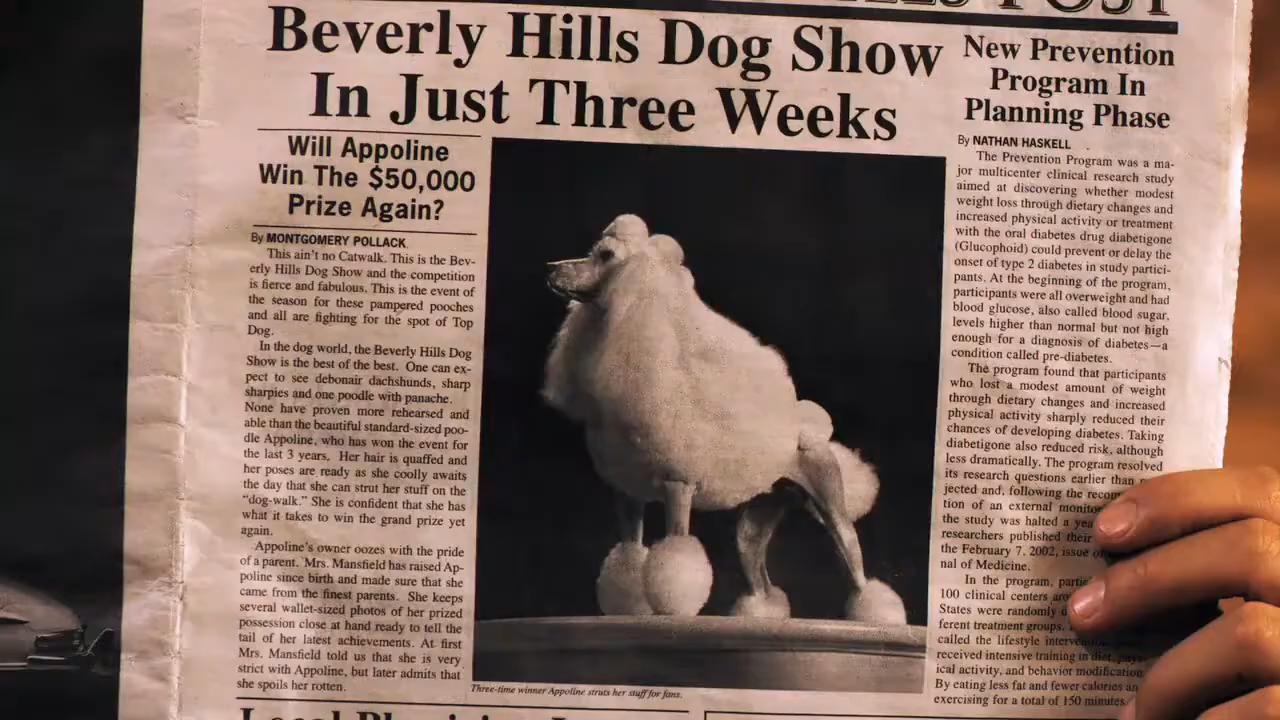 POST
Beverly Hills Dog Show
In Just Three Weeks
Will Appoline
Win The $50,000
Prize Again?
By MONTGOMERY POLLACK
This ain't no Catwalk. This is the Bev-
erly Hills Dog Show and the competition
is fierce and fabulous. This is the event of
the season for these pampered pooches
and all are fighting for the spot of Top
Dog.
In the dog world, the Beverly Hills Dog
Show is the best of the best. One can ex-
pect to see debonair dachshunds, sharp
sharpies and one poodle with panache.
None have proven more rehearsed and
able than the beautiful standard-sized poo-
dle Appoline, who has won the event for
the last 3 years. Her hair is quaffed and
her poses are ready as she coolly awaits
the day that she can strut her stuff on the
"dog-walk." She is confident that she has
what it takes to win the grand prize yet
again.
Appoline's owner oozes with the pride
of a parent. Mrs. Mansfield has raised Ap-
poline since birth and made sure that she
came from the finest parents. She keeps
several wallet-sized photos of her prized
possession close at hand ready to tell the
tail of her latest achievements. At first
Mrs. Mansfield told us that she is very
strict with Appoline, but later admits that
she spoils her rotten.
Three-time winner Appoline struts her stuff for fans.
New Prevention
Program In
Planning Phase
By NATHAN HASKELL
The Prevention Program was a ma-
jor multicenter clinical research study
aimed at discovering whether modest
weight loss through dietary changes and
increased physical activity or treatment
with the oral diabetes drug diabetigone
(Glucophoid) could prevent or delay the
onset of type 2 diabetes in study partici-
pants. At the beginning of the program,
participants were all overweight and had
blood glucose, also called blood sugar,
levels higher than normal but not high
enough for a diagnosis of diabetes—a
condition called pre-diabetes.
The program found that participants
who lost a modest amount of weight
through dietary changes and increased
physical activity sharply reduced their
chances of developing diabetes. Taking
diabetigone also reduced risk, although
less dramatically. The program resolved
its research questions earlier than
jected and, following the
tion of an external
the study was halted a
researchers published their
the February 7, 2002, issue
nal of Medicine.
In the program,
100 clinical centers
States were randomly
ferent treatment groups.
called the lifestyle
received intensive training in diet,
ical activity, and behavior modification
By eating less fat and fewer calories
exercising for a total of 150 minutes
Local